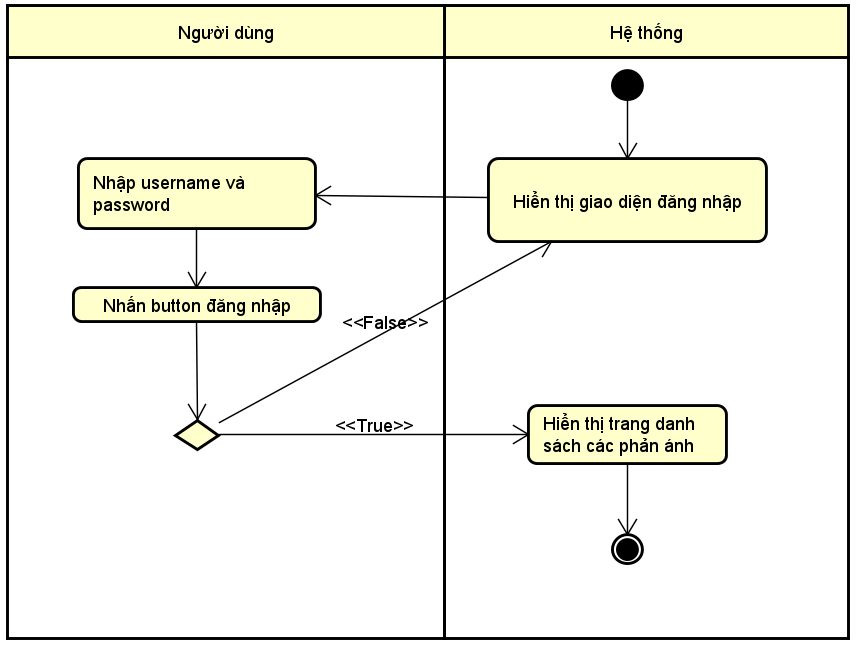 Người dùng
Hệ thống
Nhập username và
password
Hiển thị giao diện đăng nhập
Nhấn button đăng nhập
<<False>>
<<True>>
Hiển thị trang danh
sách các phản ánh